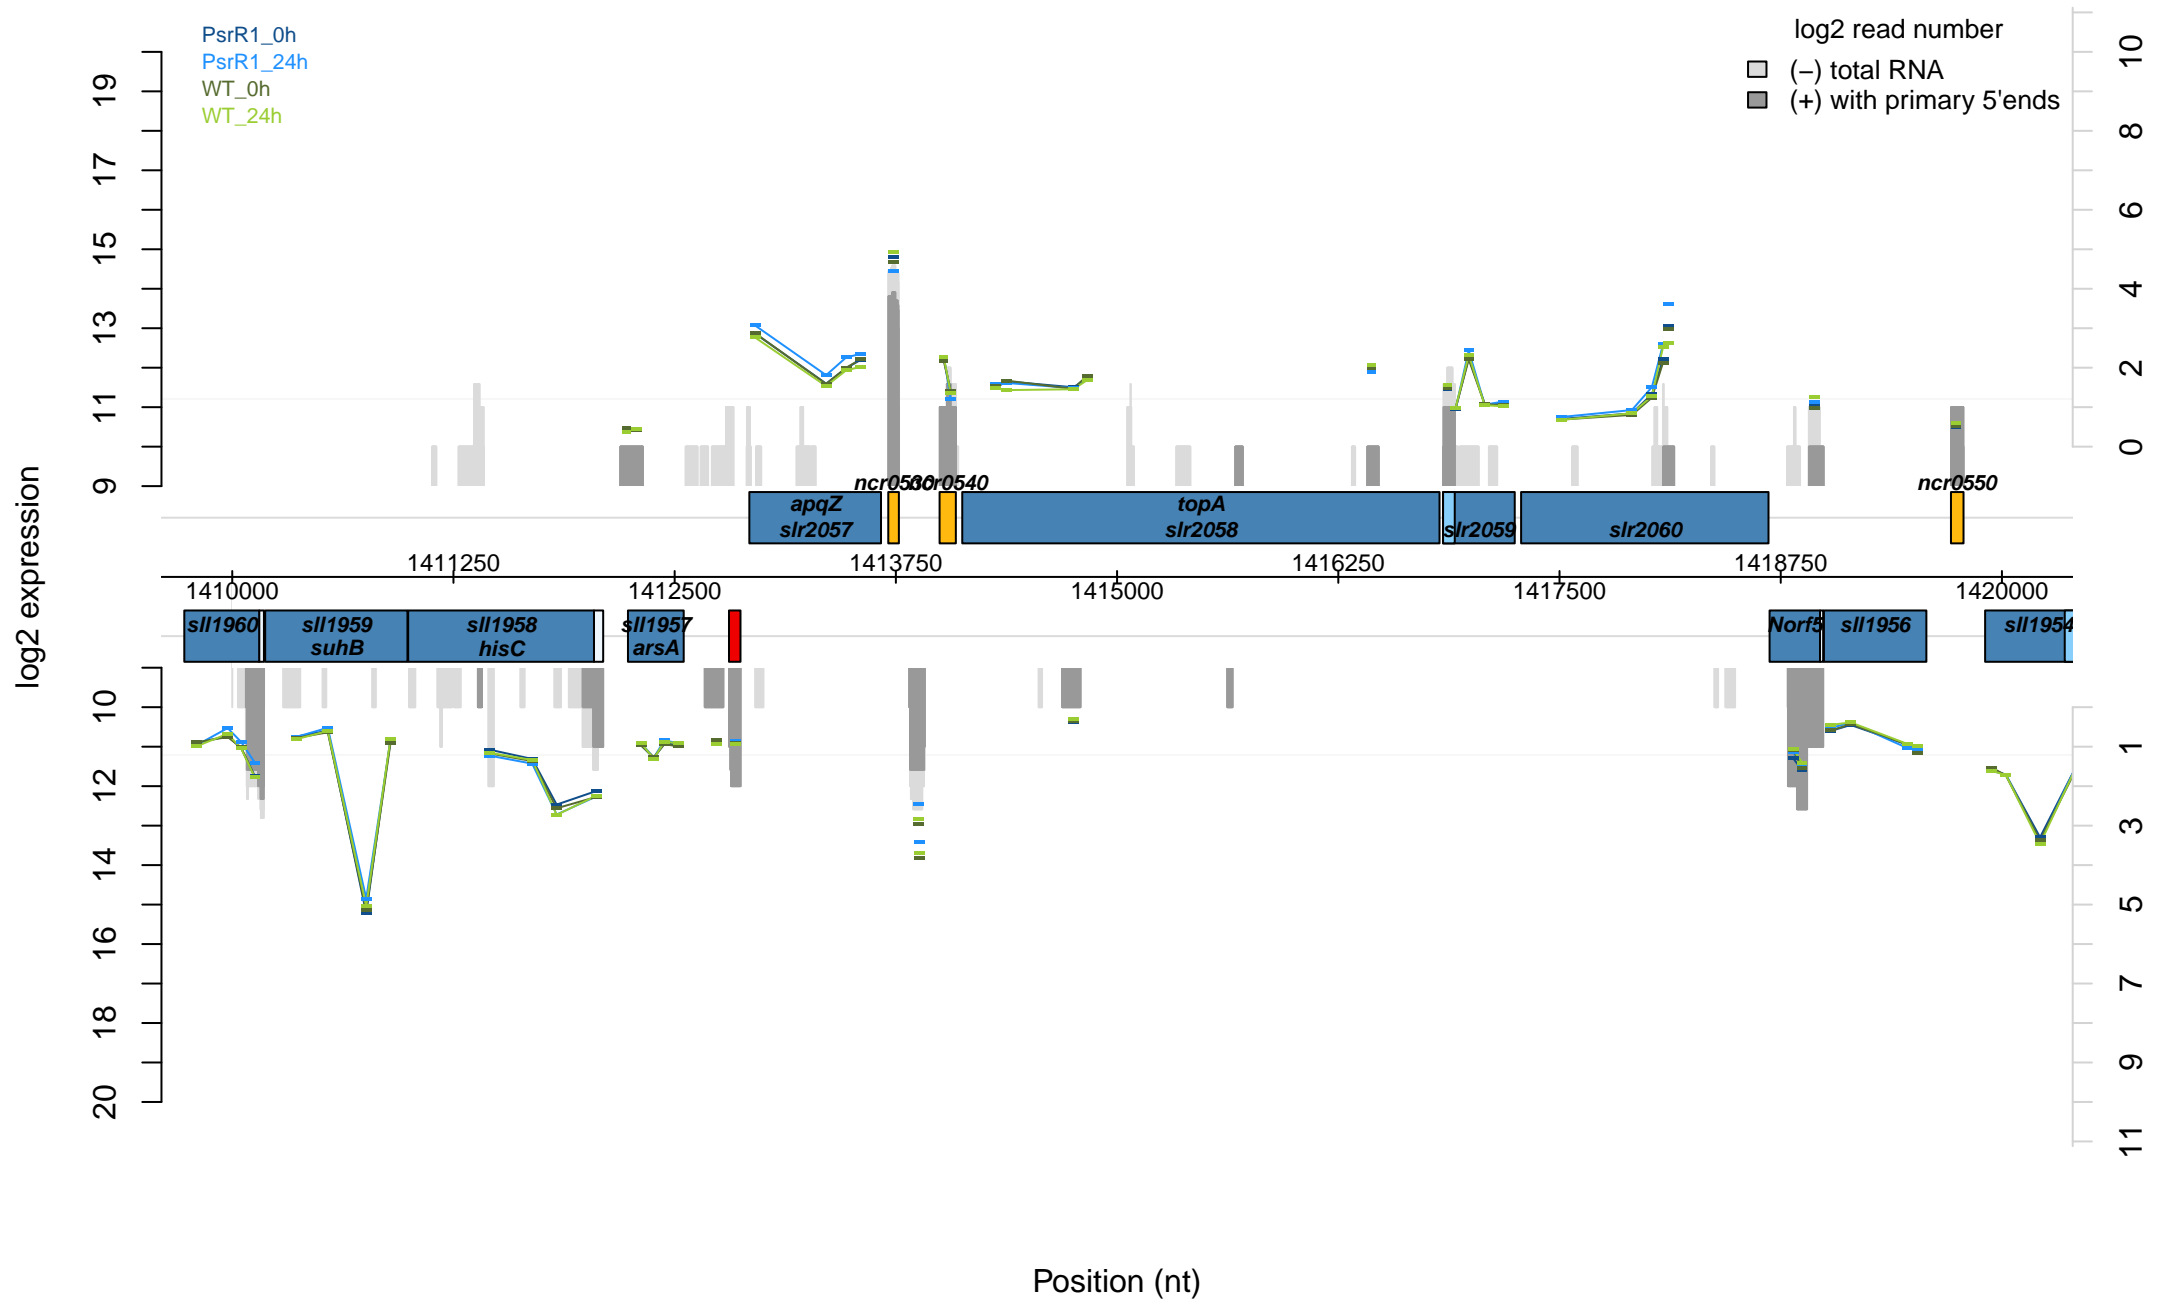 PsrR1_0h
PsrR1_24h
WT_0h
WT_24h
log2 read number
(−) total RNA
(+) with primary 5'ends
19
17
15
13
11
9
10
8
6
4
2
0
log2 expression
ncr0530
ncr0540
ncr0550
apqZ
slr2057
topA
slr2058
slr2059
slr2060
1411250
1413750
1416250
1418750
1410000
1412500
1415000
1417500
1420000
sll1960
sll1959
suhB
sll1958
hisC
sll1957
arsA
Norf5
sll1956
sll1954
10
12
14
16
18
20
1
3
5
7
9
11
Position (nt)